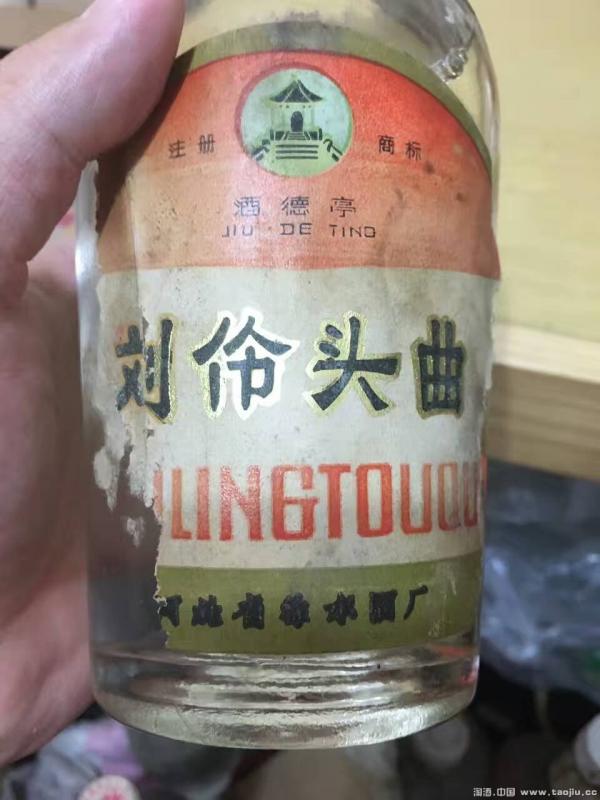 注册 商标
酒德亭
JIU·DE TING
刘伶头曲
LINGTOUQU
河北省徐水酒厂
淘酒.中国 www.taojiu.cc